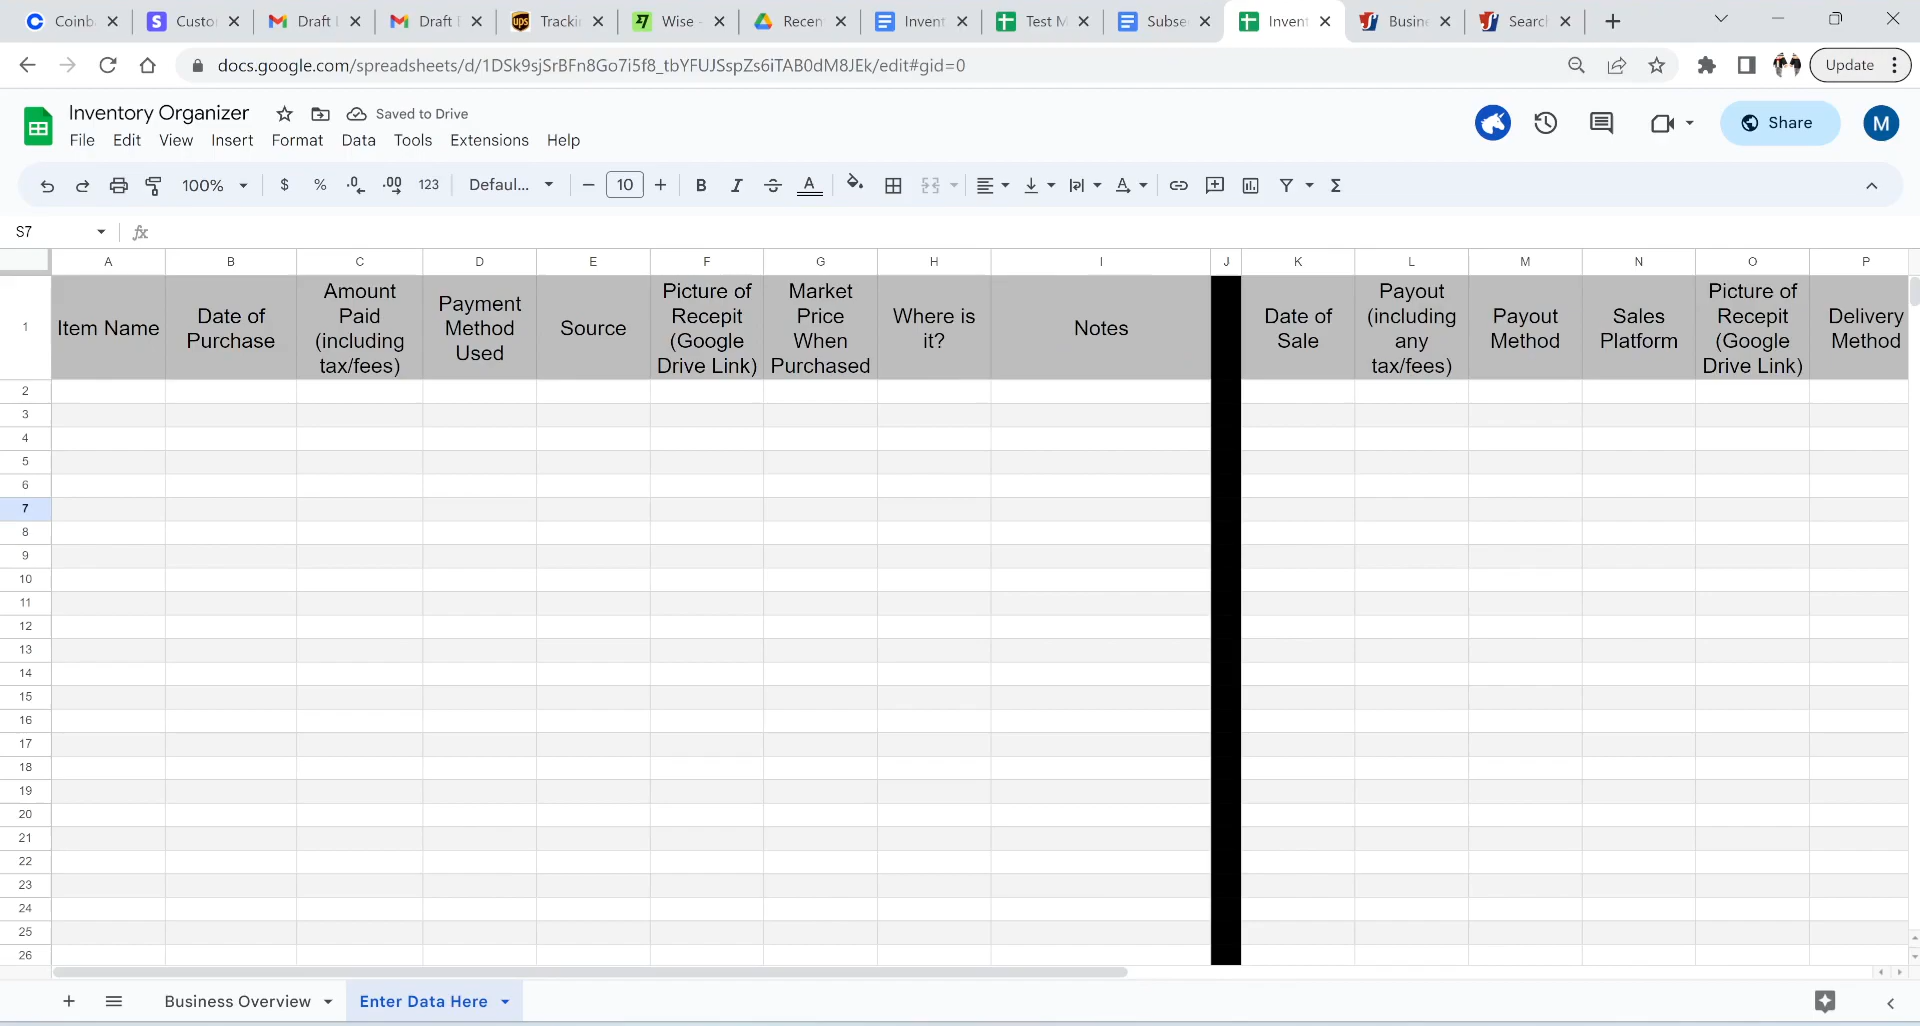 Coinb
Custo
Draft
Draft
Tracki
Wise -
Recen
Invent
Test M
Subse
Invent
Busin
Search
docs.google.com/spreadsheets/d/1DSk9sjSrBFn8Go7i5f8_tbYFUJSspZs6iTAB0dM8JEk/edit#gid=0
Update
Inventory Organizer
Saved to Drive
File Edit View Insert Format Data Tools Extensions Help
Share
M
100% $ % .0 .00 123 Defaul... 10 B I A
S7
fx
A B C D E F G H I J K L M N O P
1
Item Name
Date of
Purchase
Amount
Paid
(including
tax/fees)
Payment
Method
Used
Source
Picture of
Recepit
(Google
Drive Link)
Market
Price
When
Purchased
Where is
it?
Notes
Date of
Sale
Payout
(including
any
tax/fees)
Payout
Method
Sales
Platform
Picture of
Recepit
(Google
Drive Link)
Delivery
Method
2
3
4
5
6
7
8
9
10
11
12
13
14
15
16
17
18
19
20
21
22
23
24
25
26
Business Overview
Enter Data Here